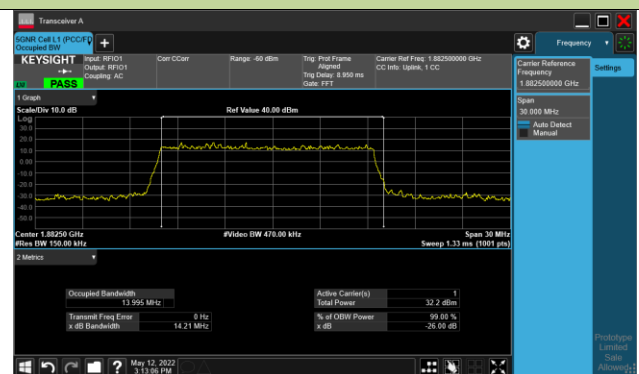 Transceiver A
5GNR Cell I,1 (PCC/FD
Occupied BW
Frequency
KEYSIGHT
Input: RFIO1
Output: RFIO1
Coupling: AC
Corr CCorr
Range: -60 dBm
Trig: Prot Frame
Aligned
Trig Delay: 8.950 ms
Gate: FFT
Carrier Ref Freq: 1.882500000 GHz
CC Info: Uplink, 1 CC
PASS
Carrier Reference
Frequency
1.882500000 GHz
Settings
Span
30.000 MHz
Auto Detect
Manual
1 Graph
Scale/Div 10.0 dB
Ref Value 40.00 dBm
Log
30.0
20.0
10.0
0.00
-10.0
-20.0
-30.0
-40.0
-50.0
Center 1.88250 GHz
#Video BW 470.00 kHz
Span 30 MHz
#Res BW 150.00 kHz
Sweep 1.33 ms (1001 pts)
2 Metrics
Occupied Bandwidth
13.995 MHz
Active Carrier(s) 1
Total Power 32.2 dBm
Transmit Freq Error 0 Hz
x dB Bandwidth 14.21 MHz
% of OBW Power 99.00 %
x dB -26.00 dB
Prototype
Limited
Sale
Allowed
May 12, 2022
3:13:06 PM